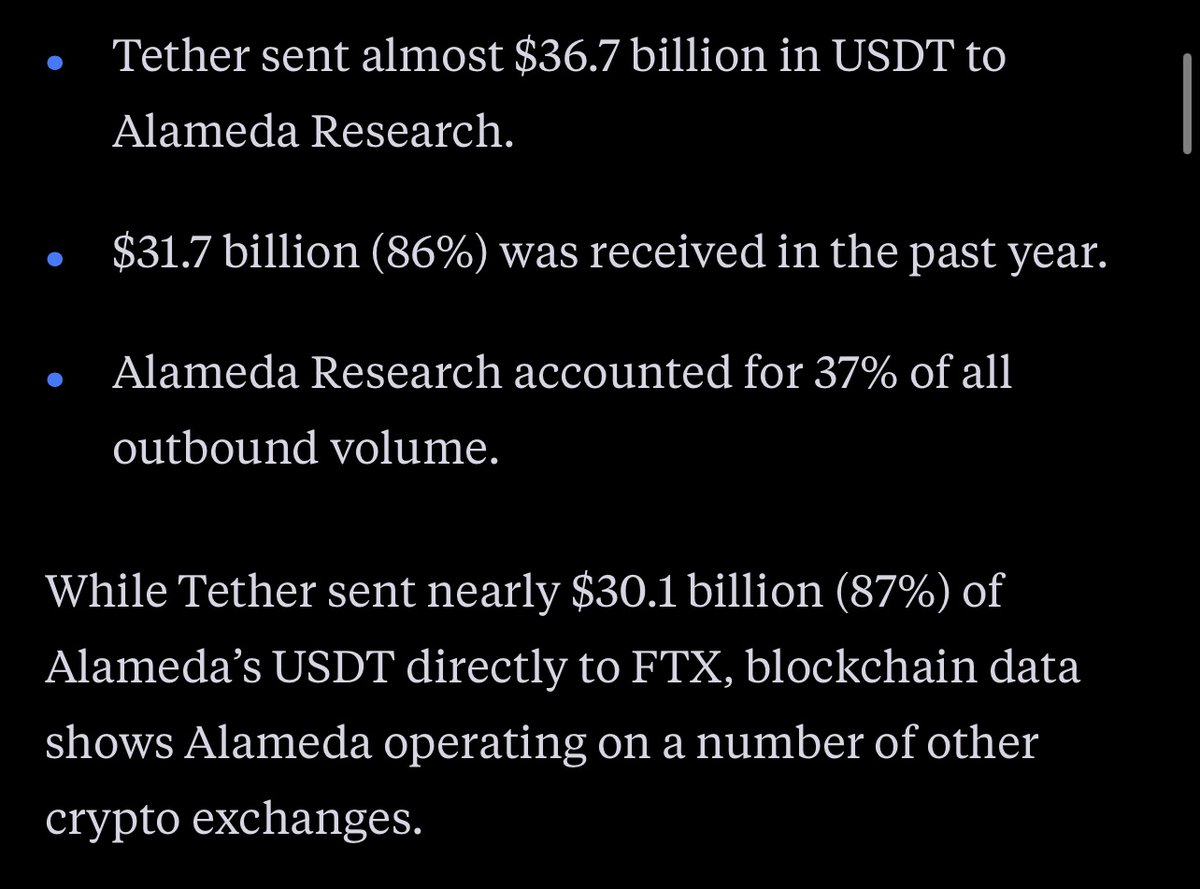 • Tether sent almost $36.7 billion in USDT to
Alameda Research.
• $31.7 billion (86%) was received in the past year.
• Alameda Research accounted for 37% of all
outbound volume.
While Tether sent nearly $30.1 billion (87%) of
Alameda’s USDT directly to FTX, blockchain data
shows Alameda operating on a number of other
crypto exchanges.